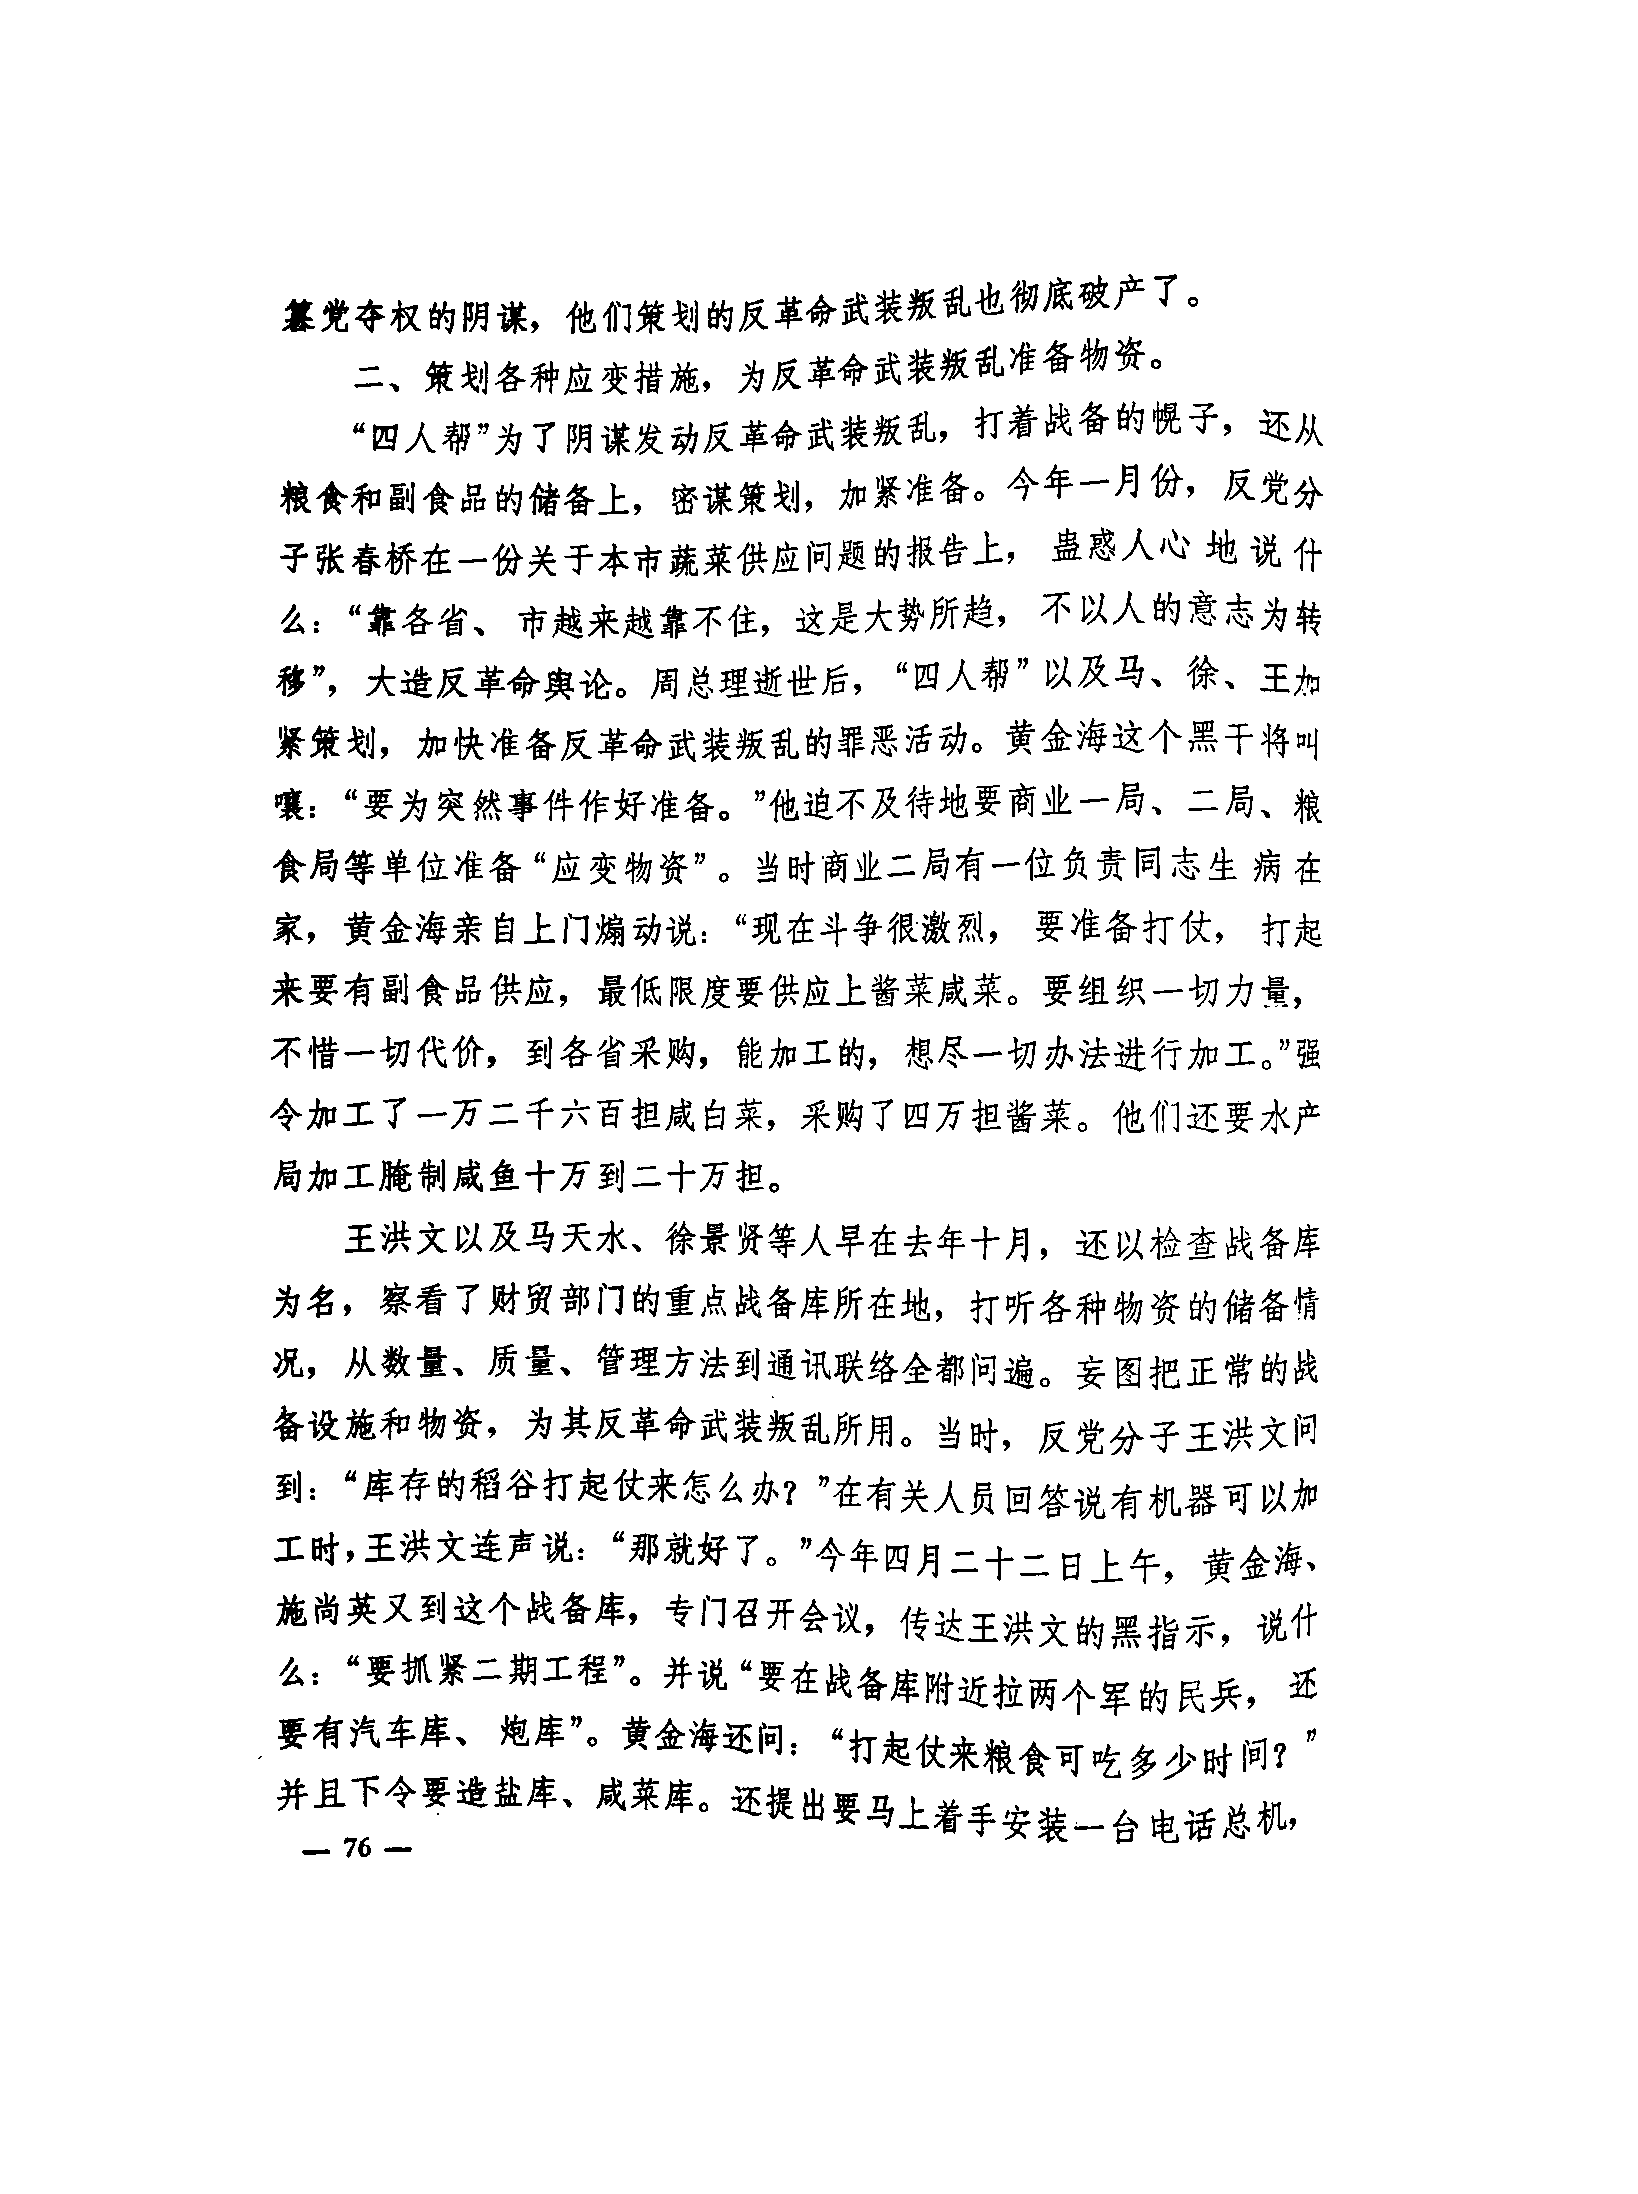 篡党夺权的阴谋，他们策划的反革命武装叛乱也彻底破产了。
二、策划各种应变措施，为反革命武装叛乱准备物资。
“四人帮”为了阴谋发动反革命武装叛乱，打着战备的幌子，还从
粮食和副食品的储备上，密谋策划，加紧准备。今年一月份，反党分
子张春桥在一份关于本市蔬菜供应问题的报告上，蛊惑人心地说什
么：“靠各省、市越来越靠不住，这是大势所趋，不以人的意志为转
移”，大造反革命舆论。周总理逝世后，“四人帮”以及马、徐、王加
紧策划，加快准备反革命武装叛乱的罪恶活动。黄金海这个黑干将叫
嚷：“要为突然事件作好准备。”他迫不及待地要商业一局、二局、粮
食局等单位准备“应变物资”。当时商业二局有一位负责同志生病在
家，黄金海亲自上门煽动说：“现在斗争很激烈，要准备打仗，打起
来要有副食品供应，最低限度要供应上酱菜咸菜。要组织一切力量，
不惜一切代价，到各省采购，能加工的，想尽一切办法进行加工。”强
令加工了一万二千六百担咸白菜，采购了四万担酱菜。他们还要水产
局加工腌制咸鱼十万到二十万担。
王洪文以及马天水、徐景贤等人早在去年十月，还以检查战备库
为名，察看了财贸部门的重点战备库所在地，打听各种物资的储备情
况，从数量、质量、管理方法到通讯联络全都问遍。妄图把正常的战
备设施和物资，为其反革命武装叛乱所用。当时，反党分子王洪文问
到：“库存的稻谷打起仗来怎么办？”在有关人员回答说有机器可以加
工时，王洪文连声说：“那就好了。”今年四月二十二日上午，黄金海、
施尚英又到这个战备库，专门召开会议，传达王洪文的黑指示，说什
么：“要抓紧二期工程”。并说“要在战备库附近拉两个军的民兵，还
要有汽车库、炮库”。黄金海还问：“打起仗来粮食可吃多少时间？”
并且下令要造盐库、咸菜库。还提出要马上着手安装一台电话总机，
— 76 —